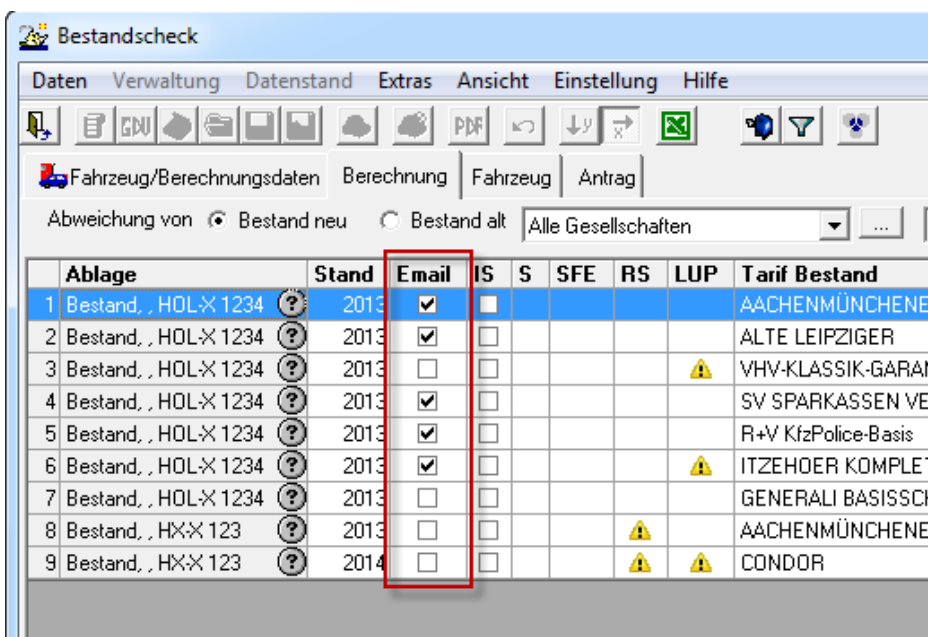 Bestandscheck
Daten Verwaltung Datenstand Extras Ansicht Einstellung Hilfe
GDV PDF y x
Fahrzeug/Berechnungsdaten Berechnung Fahrzeug Antrag
Abweichung von Bestand neu Bestand alt Alle Gesellschaften ...
Ablage Stand Email IS S SFE RS LUP Tarif Bestand
1 Bestand, , HOL-X 1234 ? 2013 AACHENMÜNCHENE
2 Bestand, , HOL-X 1234 ? 2013 ALTE LEIPZIGER
3 Bestand, , HOL-X 1234 ? 2013 VHV-KLASSIK-GARAN
4 Bestand, , HOL-X 1234 ? 2013 SV SPARKASSEN VE
5 Bestand, , HOL-X 1234 ? 2013 R+V KfzPolice-Basis
6 Bestand, , HOL-X 1234 ? 2013 ITZEHOER KOMPLET
7 Bestand, , HOL-X 1234 ? 2013 GENERALI BASISSCH
8 Bestand, , HX-X 123 ? 2013 AACHENMÜNCHENE
9 Bestand, , HX-X 123 ? 2014 CONDOR